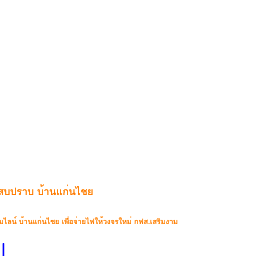 สบปราบ บ้านแก่นไชย
มไลน์ บ้านแก่นไชย เพื่อจ่ายไฟให้วงจรใหม่ กฟส.เสริมงาม